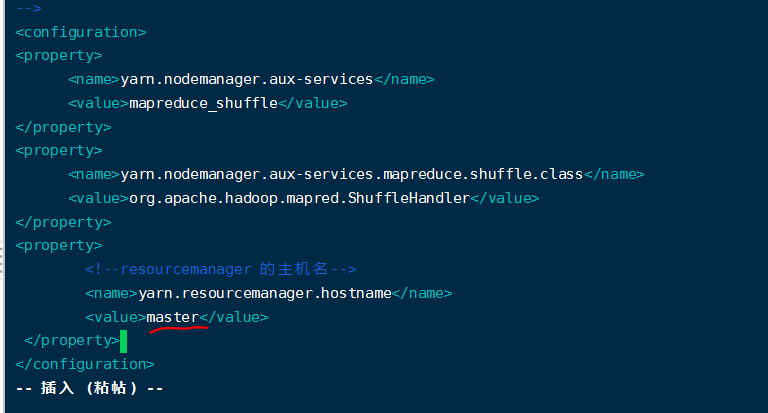 -->
<configuration>
<property>
<name>yarn.nodemanager.aux-services</name>
<value>mapreduce_shuffle</value>
</property>
<property>
<name>yarn.nodemanager.aux-services.mapreduce.shuffle.class</name>
<value>org.apache.hadoop.mapred.ShuffleHandler</value>
</property>
<property>
<!--resourcemanager 的主机名-->
<name>yarn.resourcemanager.hostname</name>
<value>master</value>
</property>
</configuration>
-- 插入 (粘帖) --